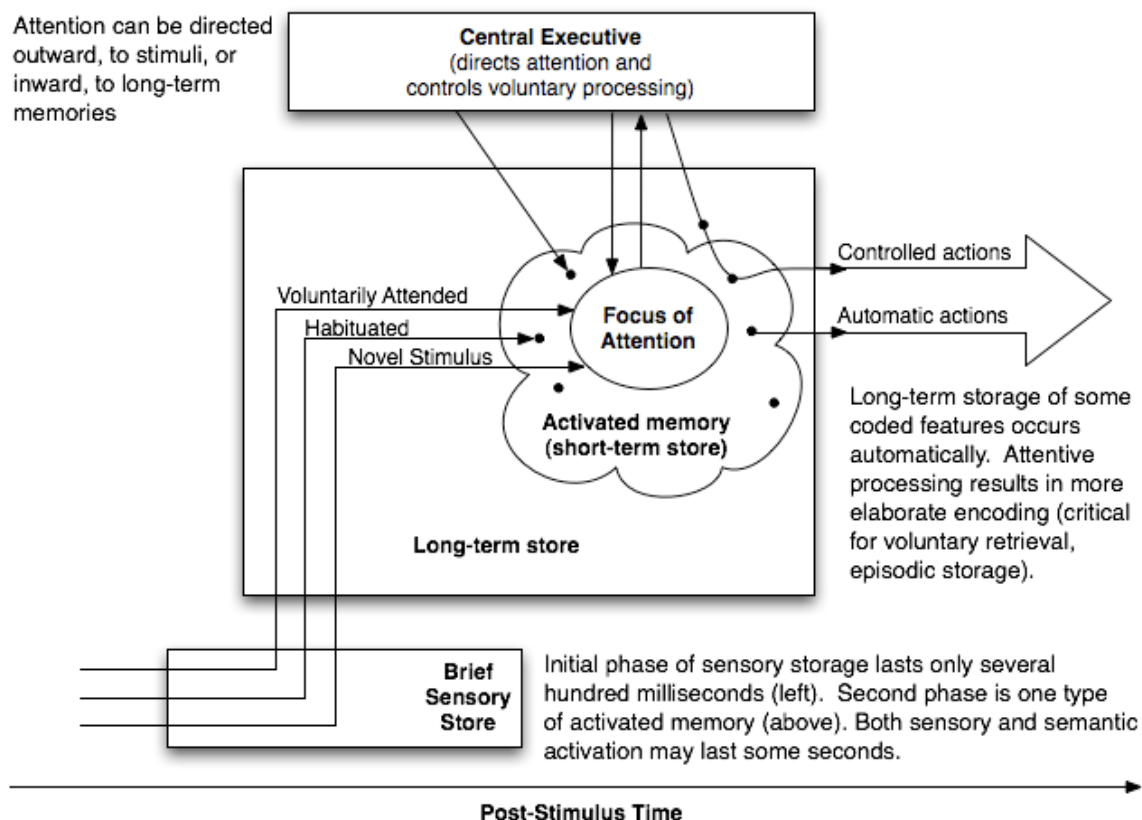 Attention can be directed
outward, to stimuli, or
inward, to long-term
memories
Central Executive
(directs attention and
controls voluntary processing)
Voluntarily Attended
Habituated
Novel Stimulus
Focus of
Attention
Activated memory
(short-term store)
Long-term store
Controlled actions
Automatic actions
Long-term storage of some
coded features occurs
automatically.  Attentive
processing results in more
elaborate encoding (critical
for voluntary retrieval,
episodic storage).
Brief
Sensory
Store
Initial phase of sensory storage lasts only several
hundred milliseconds (left).  Second phase is one type
of activated memory (above). Both sensory and semantic
activation may last some seconds.
Post-Stimulus Time